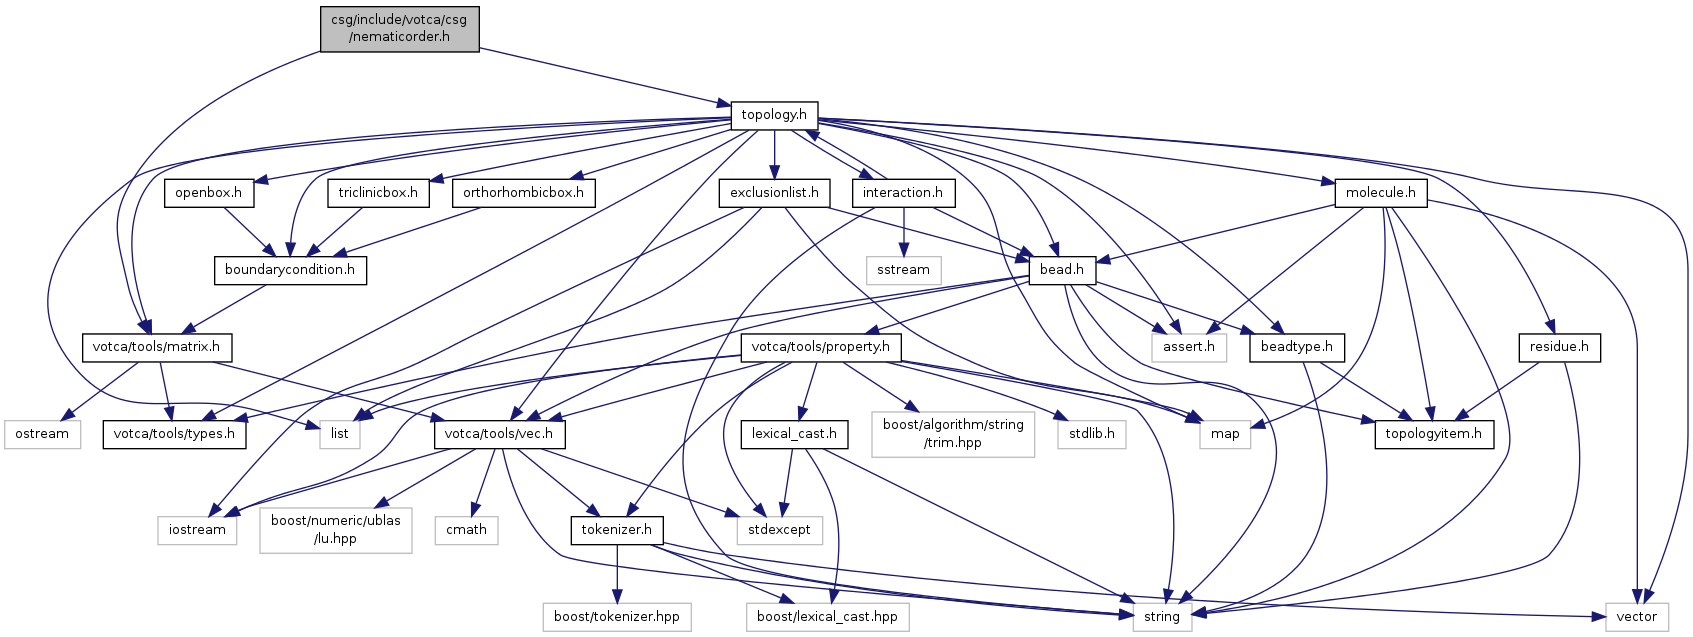 csg/include/votca/csg
/nematicorder.h
topology.h
openbox.h
triclinicbox.h
orthorhombicbox.h
exclusionlist.h
interaction.h
molecule.h
boundarycondition.h
sstream
bead.h
votca/tools/matrix.h
votca/tools/property.h
assert.h
beadtype.h
residue.h
ostream
votca/tools/types.h
list
votca/tools/vec.h
lexical_cast.h
boost/algorithm/string
/trim.hpp
stdlib.h
map
topologyitem.h
iostream
boost/numeric/ublas
/lu.hpp
cmath
tokenizer.h
stdexcept
boost/tokenizer.hpp
boost/lexical_cast.hpp
string
vector